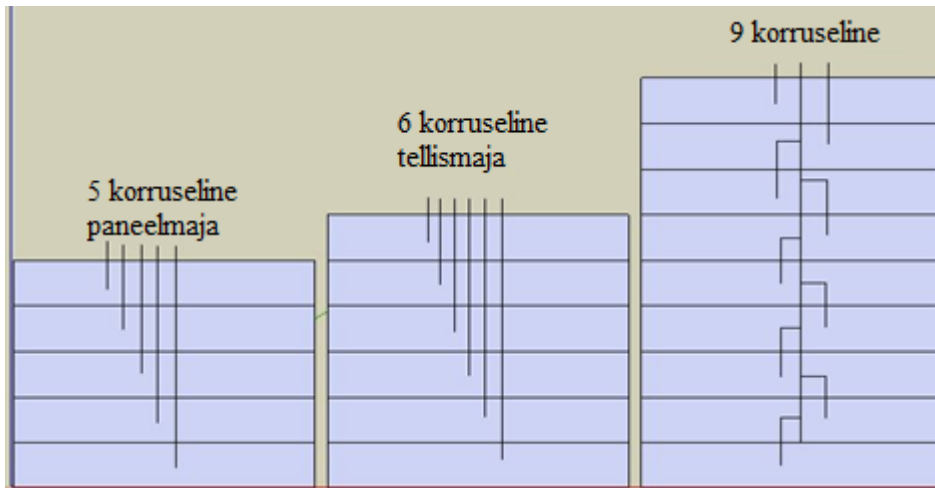 5 korruseline
paneelmaja
6 korruseline
tellismaja
9 korruseline